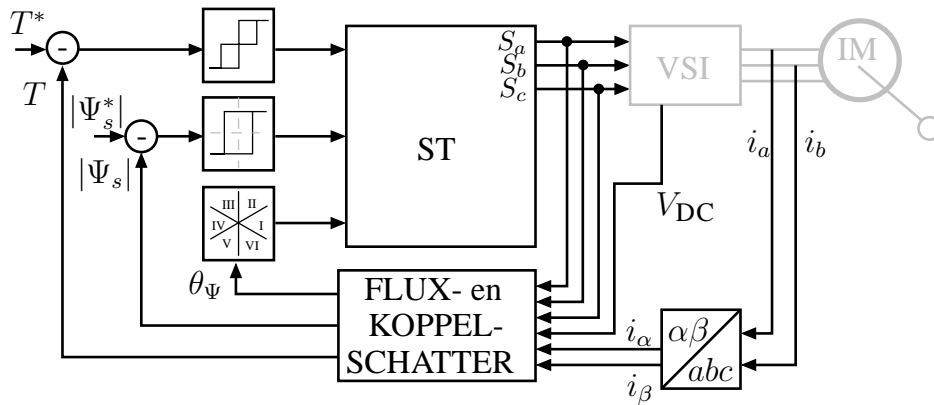 T*
-
T
|Ψs*|
-
|Ψs|
III II
IV I
V VI
θΨ
ST
Sa
Sb
Sc
VSI
IM
ia
ib
VDC
FLUX- en
KOPPEL-
SCHATTER
iα
iβ
αβ
abc